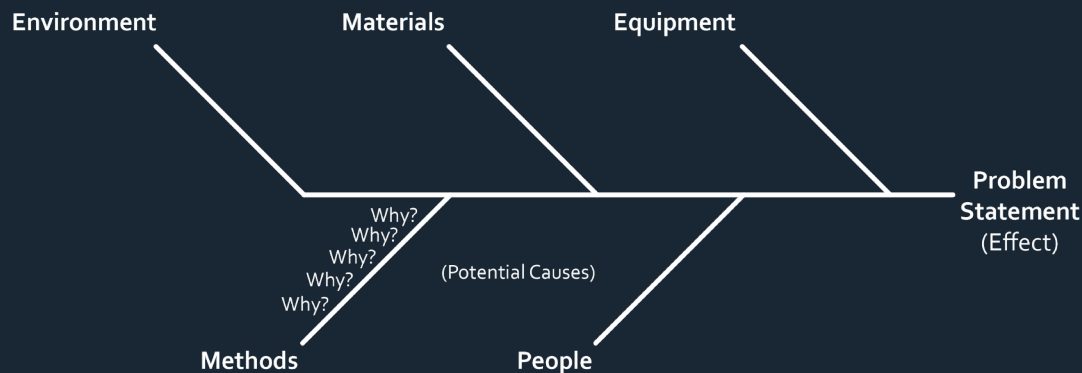 Environment
Materials
Equipment
Problem
Statement
(Effect)
Why?
Why?
Why?
Why?
Why?
(Potential Causes)
Methods
People